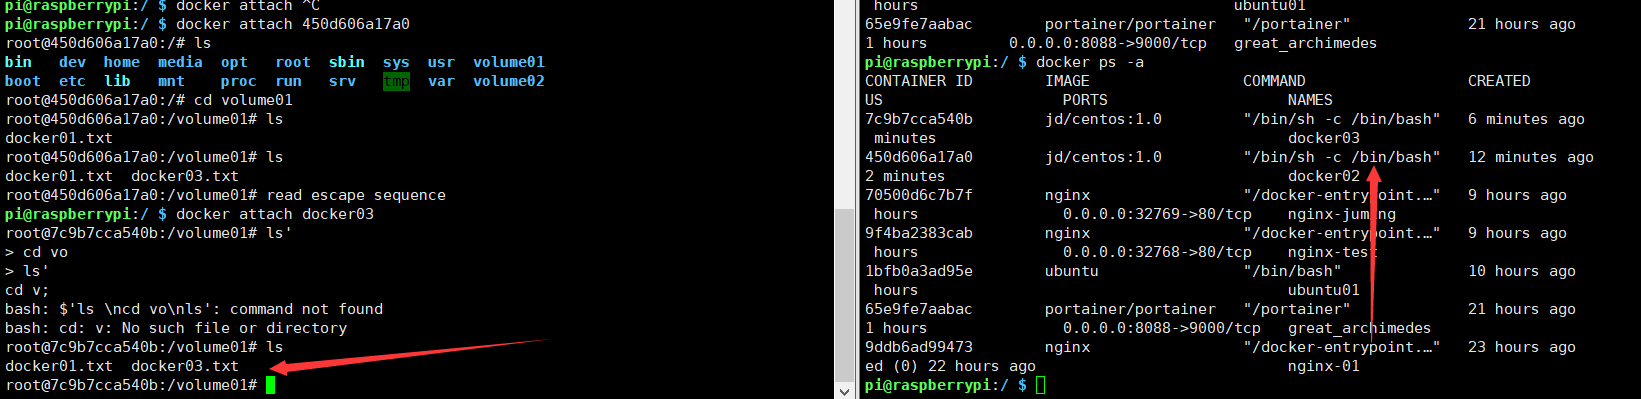 pi@raspberrypi:/ $ docker attach ^C
pi@raspberrypi:/ $ docker attach 450d606a17a0
root@450d606a17a0:/# ls
bin   dev  home  media  opt   root  sbin  sys  usr  volume01
boot  etc  lib   mnt    proc  run   srv   tmp  var  volume02
root@450d606a17a0:/# cd volume01
root@450d606a17a0:/volume01# ls
docker01.txt
root@450d606a17a0:/volume01# ls
docker01.txt  docker03.txt
root@450d606a17a0:/volume01# read escape sequence
pi@raspberrypi:/ $ docker attach docker03
root@7c9b7cca540b:/volume01# ls'
> cd vo
> ls'
cd v;
bash: $'ls \ncd vo\nls': command not found
bash: cd: v: No such file or directory
root@7c9b7cca540b:/volume01# ls
docker01.txt  docker03.txt
root@7c9b7cca540b:/volume01#
hours                                      ubuntu01
65e9fe7aabac        portainer/portainer   "/portainer"             21 hours ago
1 hours         0.0.0.0:8088->9000/tcp   great_archimedes
pi@raspberrypi:/ $ docker ps -a
CONTAINER ID        IMAGE                 COMMAND                  CREATED
US                    PORTS                    NAMES
7c9b7cca540b        jd/centos:1.0         "/bin/sh -c /bin/bash"   6 minutes ago
minutes                                       docker03
450d606a17a0        jd/centos:1.0         "/bin/sh -c /bin/bash"   12 minutes ago
2 minutes                                      docker02
70500d6c7b7f        nginx                 "/docker-entrypoint.…"   9 hours ago
hours                0.0.0.0:32769->80/tcp    nginx-juming
9f4ba2383cab        nginx                 "/docker-entrypoint.…"   9 hours ago
hours                0.0.0.0:32768->80/tcp    nginx-test
1bfb0a3ad95e        ubuntu                "/bin/bash"              10 hours ago
hours                                         ubuntu01
65e9fe7aabac        portainer/portainer   "/portainer"             21 hours ago
1 hours               0.0.0.0:8088->9000/tcp   great_archimedes
9ddb6ad99473        nginx                 "/docker-entrypoint.…"   23 hours ago
ed (0) 22 hours ago                            nginx-01
pi@raspberrypi:/ $